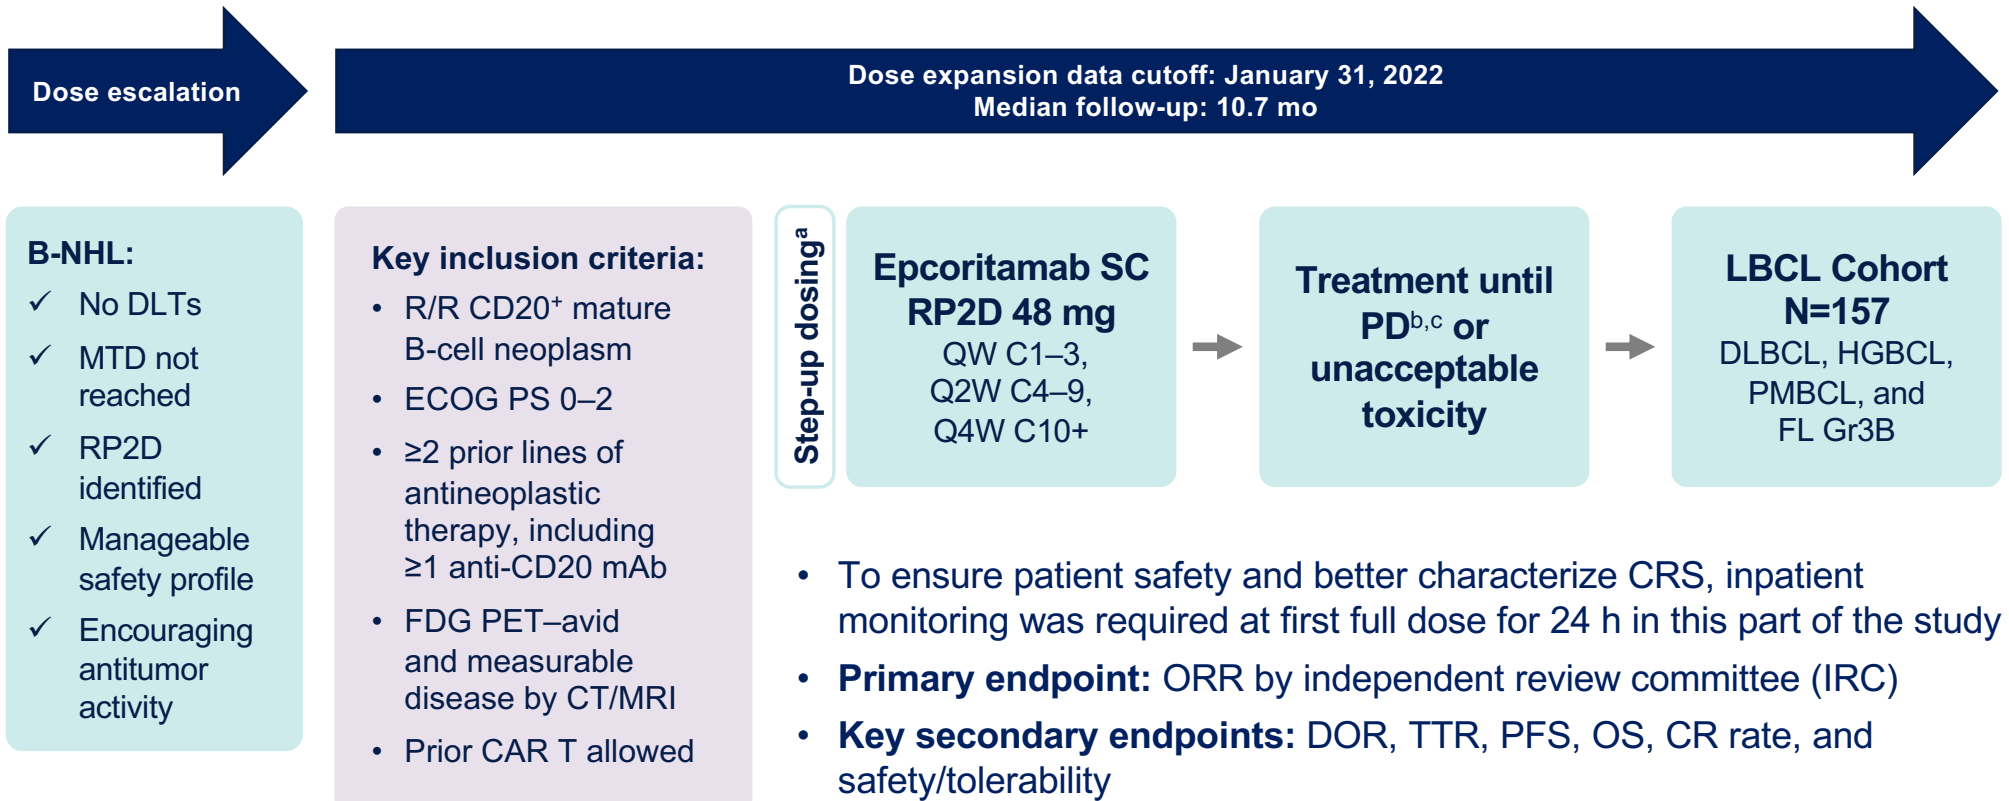 Dose escalation
Dose expansion data cutoff: January 31, 2022
Median follow-up: 10.7 mo
B-NHL:
✓ No DLTs
✓ MTD not
reached
✓ RP2D
identified
✓ Manageable
safety profile
✓ Encouraging
antitumor
activity
Key inclusion criteria:
• R/R CD20⁺ mature
B-cell neoplasm
• ECOG PS 0–2
• ≥2 prior lines of
antineoplastic
therapy, including
≥1 anti-CD20 mAb
• FDG PET–avid
and measurable
disease by CT/MRI
• Prior CAR T allowed
Step-up dosingᵃ
Epcoritamab SC
RP2D 48 mg
QW C1–3,
Q2W C4–9,
Q4W C10+
Treatment until
PDᵇ,ᶜ or
unacceptable
toxicity
LBCL Cohort
N=157
DLBCL, HGBCL,
PMBCL, and
FL Gr3B
• To ensure patient safety and better characterize CRS, inpatient
monitoring was required at first full dose for 24 h in this part of the study
• Primary endpoint: ORR by independent review committee (IRC)
• Key secondary endpoints: DOR, TTR, PFS, OS, CR rate, and
safety/tolerability